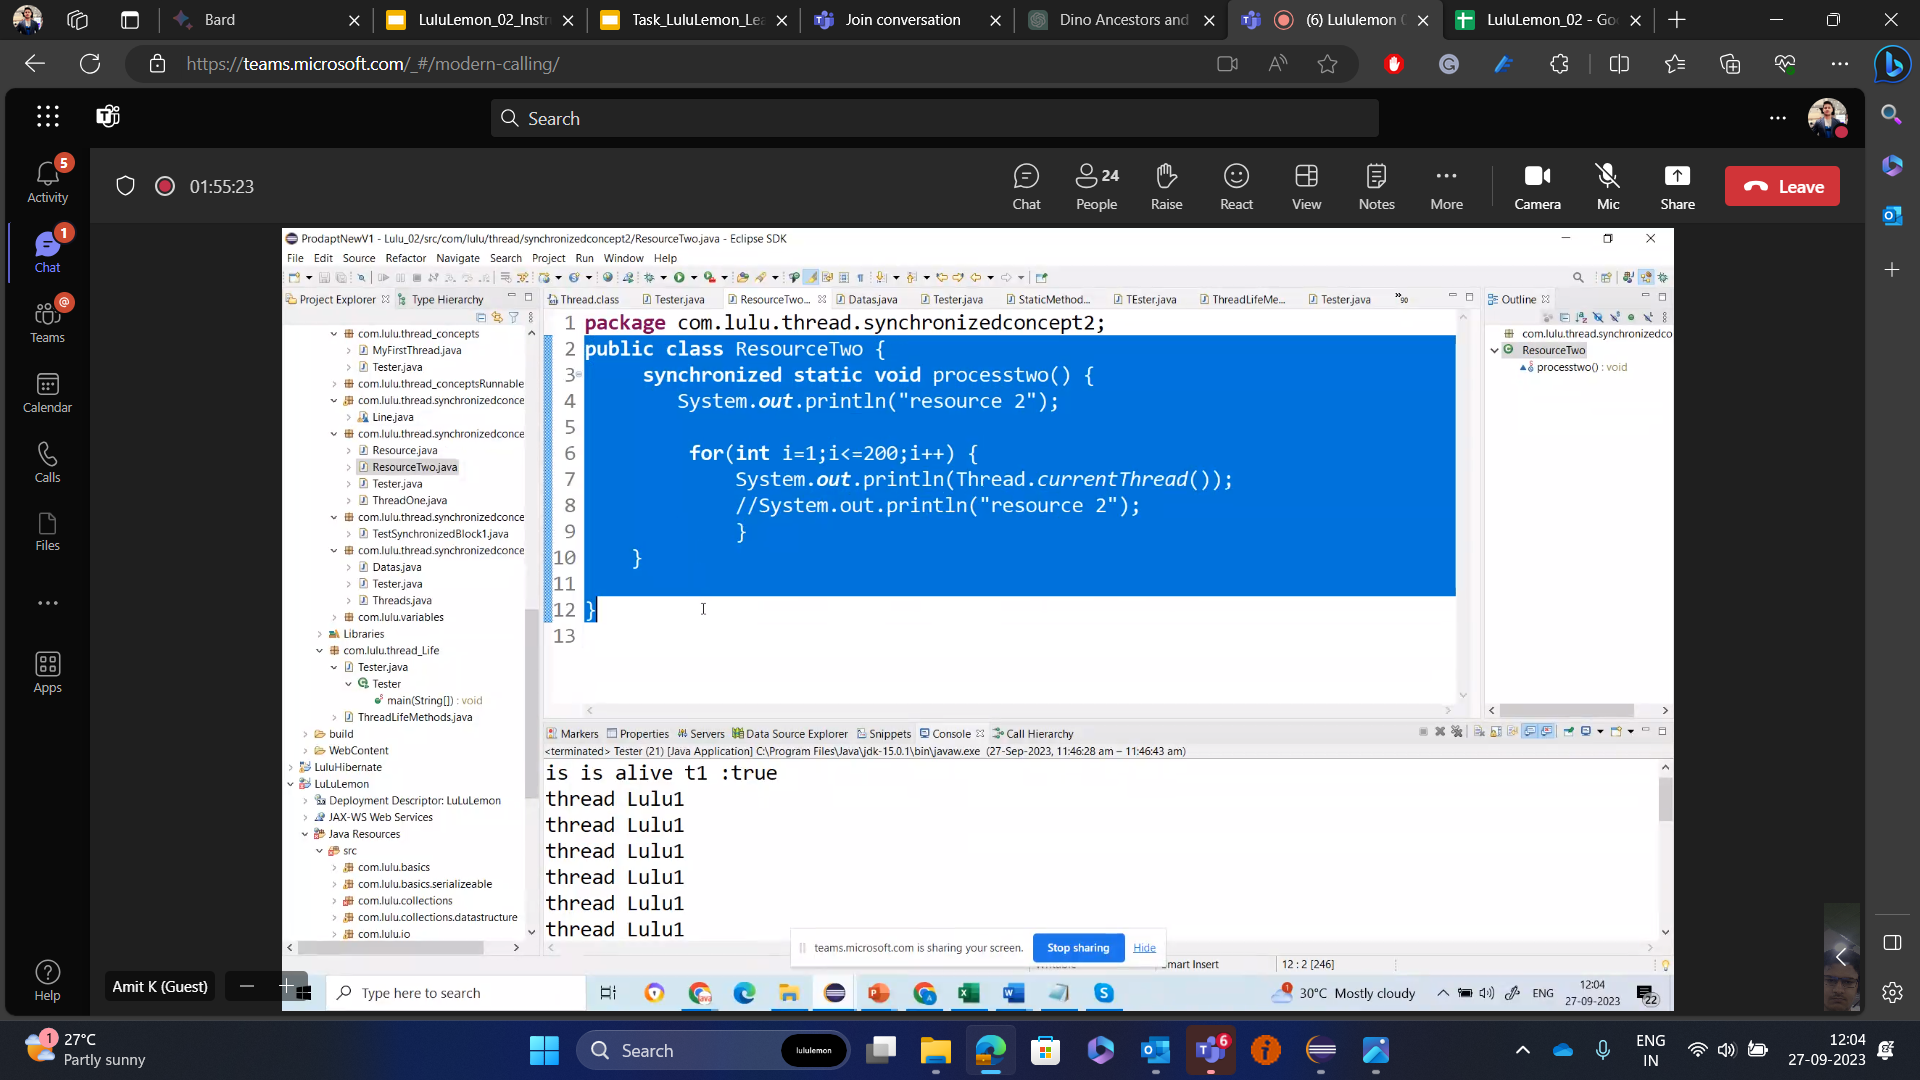 Bard
LuluLemon_02_Instr
Task_LuluLemon_Lea
Join conversation
Dino Ancestors and
(6) Lululemon
LuluLemon_02 - Go
https://teams.microsoft.com/_#/modern-calling/
Search
01:55:23
Chat
People 24
Raise
React
View
Notes
More
Camera
Mic
Share
Leave
5
Activity
1
Chat
@
Teams
Calendar
Calls
Files
Apps
Help
ProdaptNewV1 - Lulu_02/src/com/lulu/thread/synchronizedconcept2/ResourceTwo.java - Eclipse SDK
File Edit Source Refactor Navigate Search Project Run Window Help
Project Explorer
Type Hierarchy
Thread.class
Tester.java
ResourceTwo...
Datas.java
Tester.java
StaticMethod...
TEster.java
ThreadLifeMe...
Tester.java
»90
Outline
com.lulu.thread_concepts
MyFirstThread.java
Tester.java
com.lulu.thread_conceptsRunnable
com.lulu.thread.synchronizedconce
Line.java
com.lulu.thread.synchronizedconce
Resource.java
ResourceTwo.java
Tester.java
ThreadOne.java
com.lulu.thread.synchronizedconce
TestSynchronizedBlock1.java
com.lulu.thread.synchronizedconce
Datas.java
Tester.java
Threads.java
com.lulu.variables
Libraries
com.lulu.thread_Life
Tester.java
Tester
main(String[]) : void
ThreadLifeMethods.java
build
WebContent
LuluHibernate
LuLuLemon
Deployment Descriptor: LuLuLemon
JAX-WS Web Services
Java Resources
src
com.lulu.basics
com.lulu.basics.serializeable
com.lulu.collections
com.lulu.collections.datastructure
com.lulu.io
1 package com.lulu.thread.synchronizedconcept2;
2 public class ResourceTwo {
3 synchronized static void processtwo() {
4 System.out.println("resource 2");
5
6 for(int i=1;i<=200;i++) {
7 System.out.println(Thread.currentThread());
8 //System.out.println("resource 2");
9 }
10 }
11
12 }
13
com.lulu.thread.synchronizedco
ResourceTwo
processtwo() : void
Markers Properties Servers Data Source Explorer Snippets Console Call Hierarchy
<terminated> Tester (21) [Java Application] C:\Program Files\Java\jdk-15.0.1\bin\javaw.exe (27-Sep-2023, 11:46:28 am – 11:46:43 am)
is is alive t1 :true
thread Lulu1
thread Lulu1
thread Lulu1
thread Lulu1
thread Lulu1
thread Lulu1
teams.microsoft.com is sharing your screen.
Stop sharing
Hide
Smart Insert
12 : 2 [246]
Amit K (Guest)
Type here to search
30°C Mostly cloudy
ENG
12:04
27-09-2023
22
27°C
Partly sunny
Search
lululemon
6
ENG
IN
12:04
27-09-2023